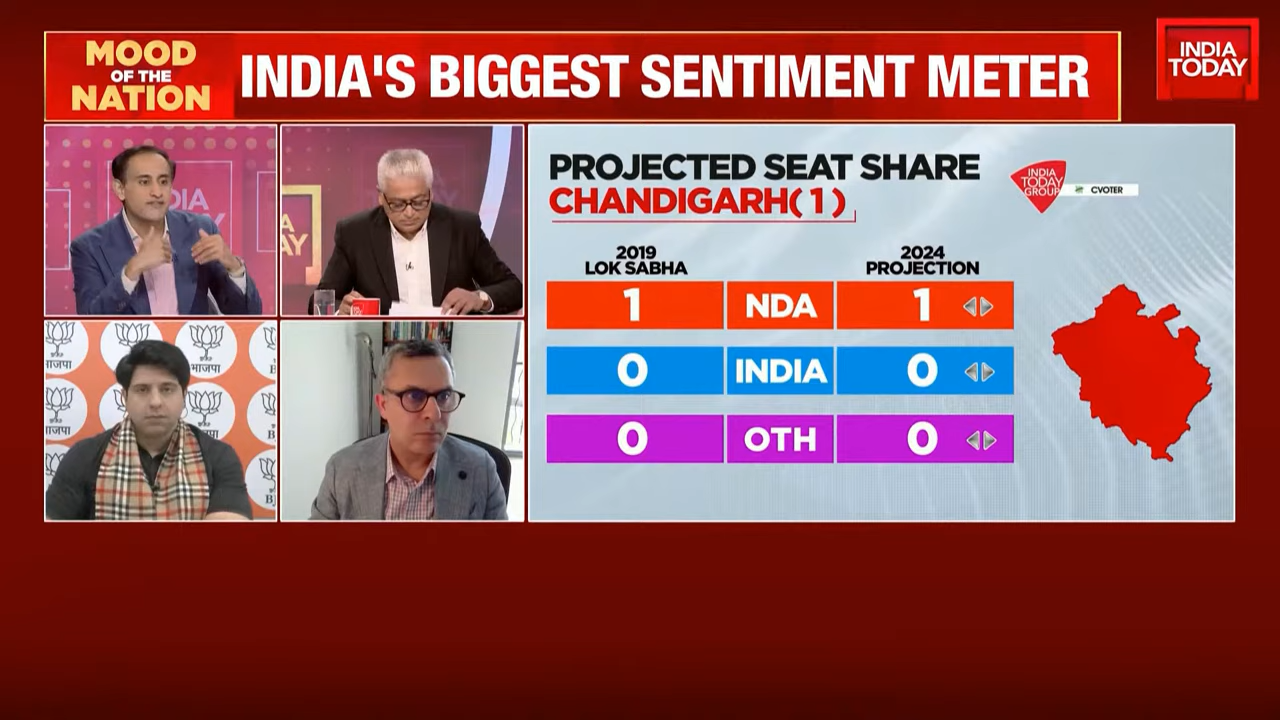 MOOD
OF THE
NATION
INDIA'S BIGGEST SENTIMENT METER
INDIA
TODAY
PROJECTED SEAT SHARE
CHANDIGARH(1)
INDIA
TODAY
GROUP
CVOTER
2019
LOK SABHA
2024
PROJECTION
1 NDA 1
0 INDIA 0
0 OTH 0
भाजपा